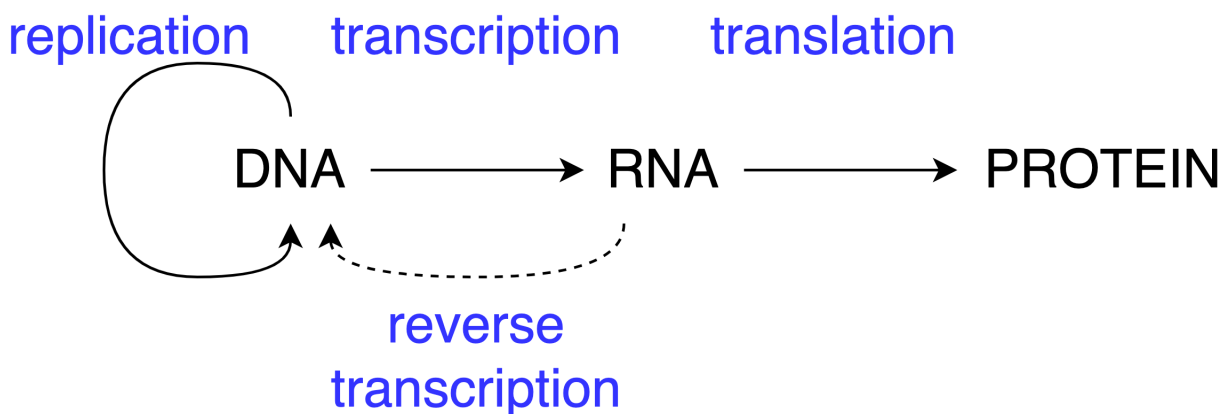 replication transcription translation
DNA RNA PROTEIN
reverse
transcription